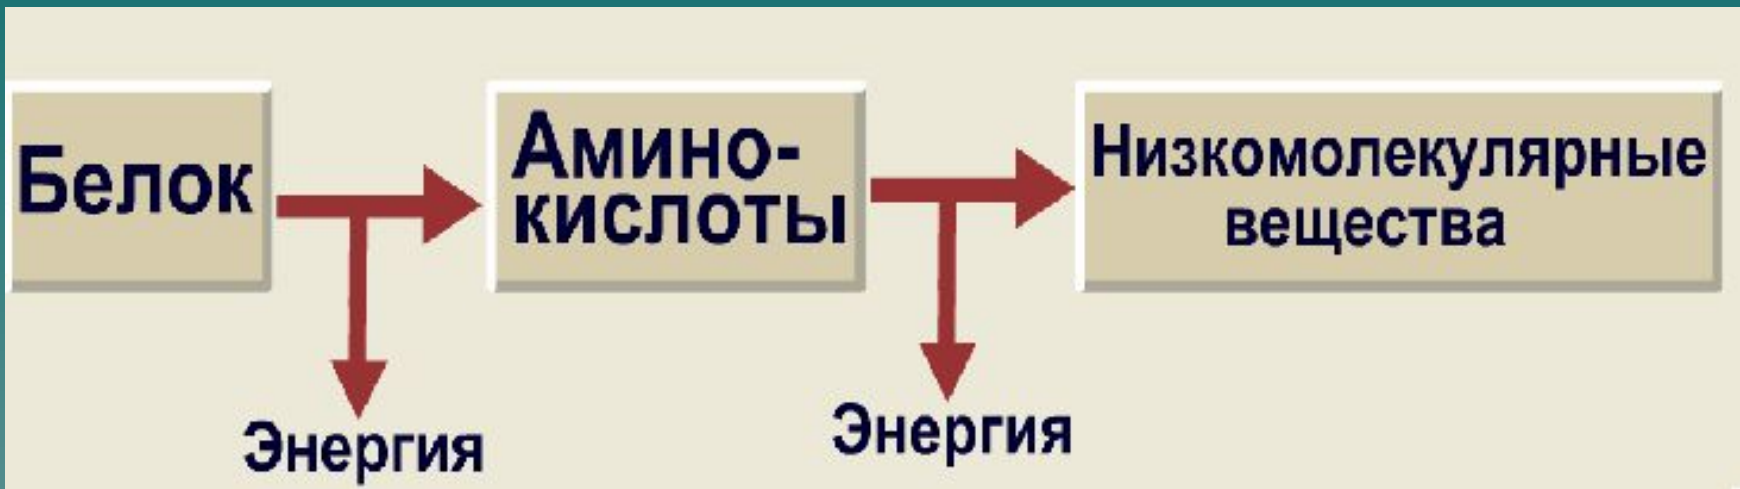 Белок
Амино-
кислоты
Низкомолекулярные
вещества
Энергия
Энергия